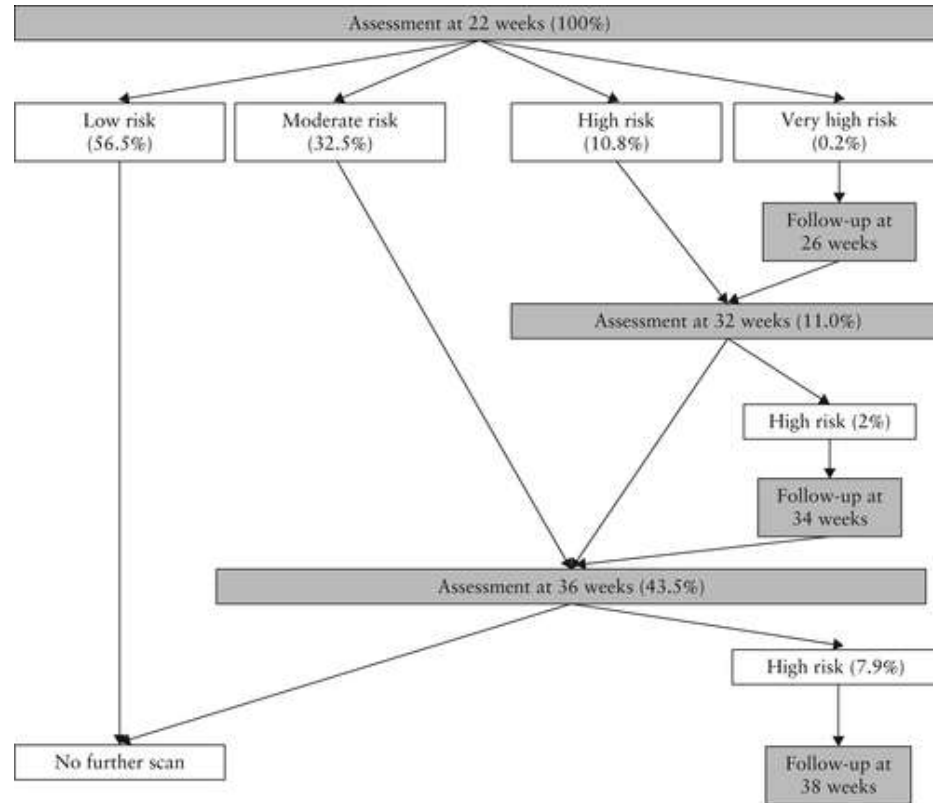 Assessment at 22 weeks (100%)
Low risk
(56.5%)
Moderate risk
(32.5%)
High risk
(10.8%)
Very high risk
(0.2%)
Follow-up at
26 weeks
Assessment at 32 weeks (11.0%)
High risk (2%)
Follow-up at
34 weeks
Assessment at 36 weeks (43.5%)
High risk (7.9%)
No further scan
Follow-up at
38 weeks